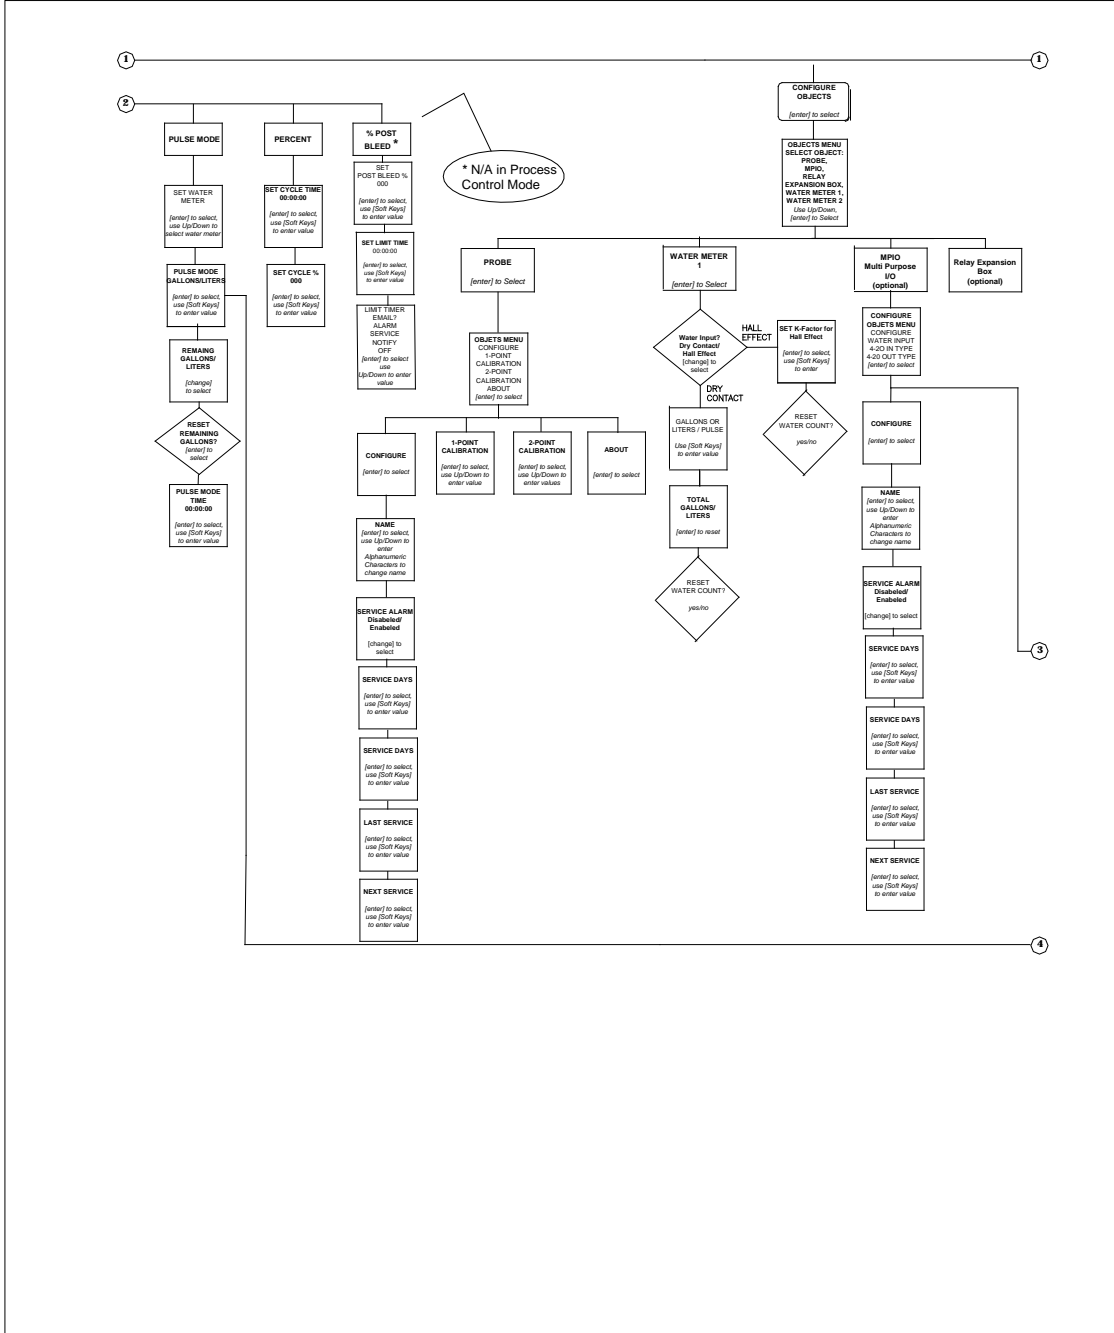 1
1
CONFIGURE
OBJECTS
[enter] to select
2
PULSE MODE
PERCENT
% POST
BLEED *
* N/A in Process
Control Mode
OBJECTS MENU
SELECT OBJECT:
PROBE,
MPIO,
RELAY
EXPANSION BOX,
WATER METER 1,
WATER METER 2
Use Up/Down,
[enter] to Select
SET WATER
METER
[enter] to select,
use Up/Down to
select water meter
SET CYCLE TIME
00:00:00
[enter] to select,
use [Soft Keys]
to enter value
SET
POST BLEED %
000
[enter] to select,
use [Soft Keys]
to enter value
PULSE MODE
GALLONS/LITERS
[enter] to select,
use [Soft Keys]
to enter value
SET CYCLE %
000
[enter] to select,
use [Soft Keys]
to enter value
SET LIMIT TIME
00:00:00
[enter] to select,
use [Soft Keys]
to enter value
LIMIT TIMER
EMAIL?
ALARM
SERVICE
NOTIFY
OFF
[enter] to select
use
Up/Down to enter
value
REMAING
GALLONS/
LITERS
[change]
to select
RESET
REMAINING
GALLONS?
[enter] to
select
PULSE MODE
TIME
00:00:00
[enter] to select,
use [Soft Keys]
to enter value
PROBE
[enter] to Select
WATER METER
1
[enter] to Select
MPIO
Multi Purpose
I/O
(optional)
Relay Expansion
Box
(optional)
OBJETS MENU
CONFIGURE
1-POINT
CALIBRATION
2-POINT
CALIBRATION
ABOUT
[enter] to select
Water Input?
Dry Contact/
Hall Effect
[change] to
select
HALL
EFFECT
SET K-Factor for
Hall Effect
[enter] to select,
use [Soft Keys]
to enter
CONFIGURE
OBJETS MENU
CONFIGURE
WATER INPUT
4-2O IN TYPE
4-20 OUT TYPE
[enter] to select
DRY
CONTACT
GALLONS OR
LITERS / PULSE
Use [Soft Keys]
to enter value
RESET
WATER COUNT?
yes/no
CONFIGURE
[enter] to select
1-POINT
CALIBRATION
[enter] to select,
use Up/Down to
enter value
2-POINT
CALIBRATION
[enter] to select,
use Up/Down to
enter values
ABOUT
[enter] to select
CONFIGURE
[enter] to select
TOTAL
GALLONS/
LITERS
[enter] to reset
RESET
WATER COUNT?
yes/no
NAME
[enter] to select,
use Up/Down to
enter
Alphanumeric
Characters to
change name
NAME
[enter] to select,
use Up/Down to
enter
Alphanumeric
Characters to
change name
SERVICE ALARM
Disabeled/
Enabeled
[change] to
select
SERVICE ALARM
Disabeled/
Enabeled
[change] to select
SERVICE DAYS
[enter] to select,
use [Soft Keys]
to enter value
SERVICE DAYS
[enter] to select,
use [Soft Keys]
to enter value
3
SERVICE DAYS
[enter] to select,
use [Soft Keys]
to enter value
SERVICE DAYS
[enter] to select,
use [Soft Keys]
to enter value
LAST SERVICE
[enter] to select,
use [Soft Keys]
to enter value
LAST SERVICE
[enter] to select,
use [Soft Keys]
to enter value
NEXT SERVICE
[enter] to select,
use [Soft Keys]
to enter value
NEXT SERVICE
[enter] to select,
use [Soft Keys]
to enter value
4